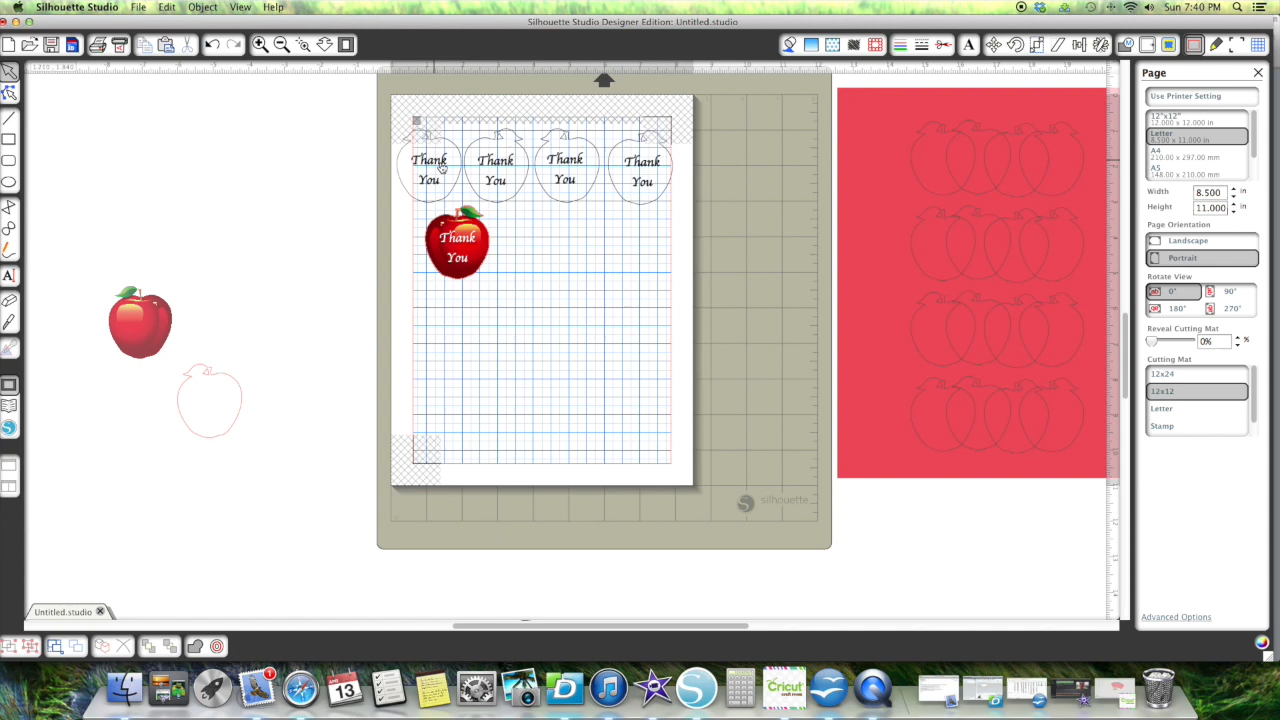 Silhouette Studio File Edit Object View Window Help
Sun 7:40 PM
Silhouette Studio Designer Edition: Untitled.studio
Page
Use Printer Setting
12"x12"
12.000 x 12.000 in
Letter
8.500 x 11.000 in
A4
210.00 x 297.00 mm
A5
148.00 x 210.00 mm
Width 8.500 in
Height 11.000 in
Page Orientation
Landscape
Portrait
Rotate View
0° 90°
180° 270°
Reveal Cutting Mat
0% %
Cutting Mat
12x24
12x12
Letter
Stamp
Advanced Options
Thank Thank Thank Thank
You You You You
Thank
You
silhouette
Untitled.studio
1
13
Cricut
craft room